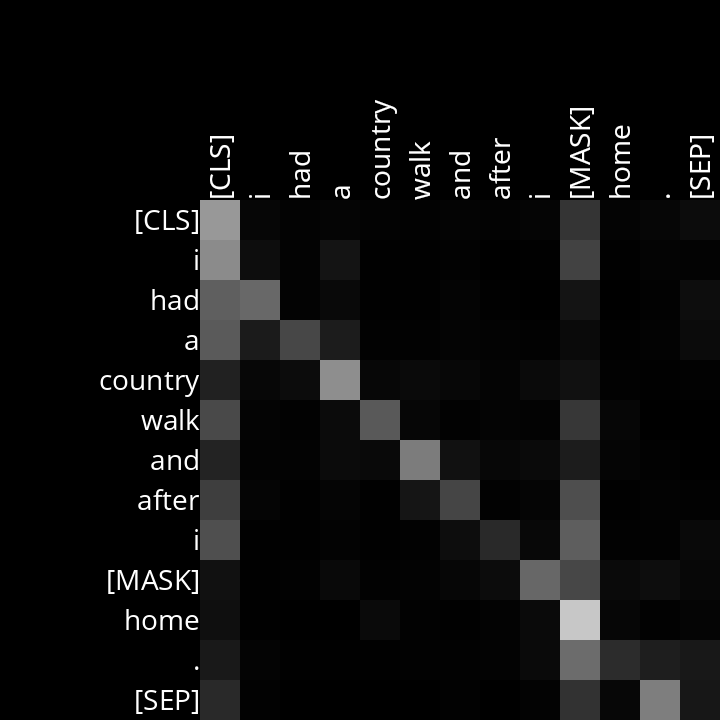 [CLS] i had a country walk and after i [MASK] home . [SEP]
[CLS]
i
had
a
country
walk
and
after
i
[MASK]
home
.
[SEP]